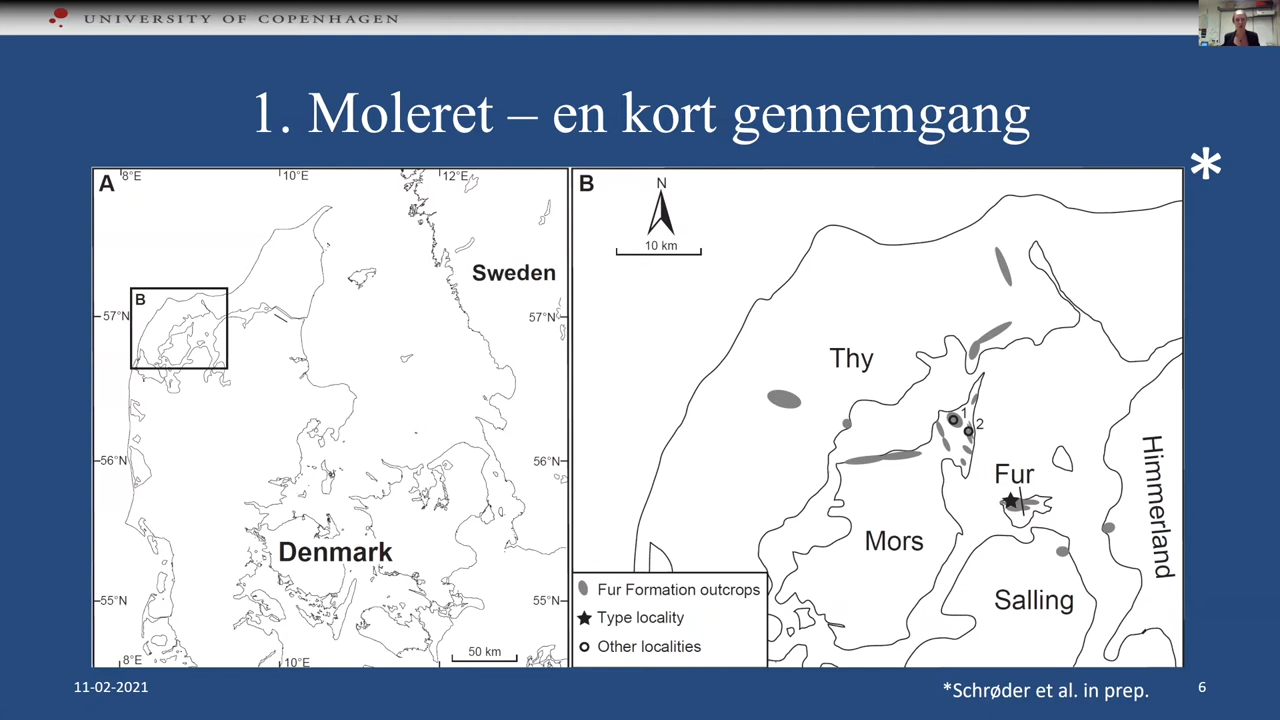 UNIVERSITY OF COPENHAGEN
1. Moleret – en kort gennemgang
*
A
8°E
10°E
12°E
Sweden
B
57°N
57°N
56°N
56°N
Denmark
55°N
55°N
8°E
10°E
50 km
B
N
10 km
Thy
1
2
Fur
Himmerland
Mors
Salling
Fur Formation outcrops
Type locality
Other localities
11-02-2021
*Schrøder et al. in prep.
6